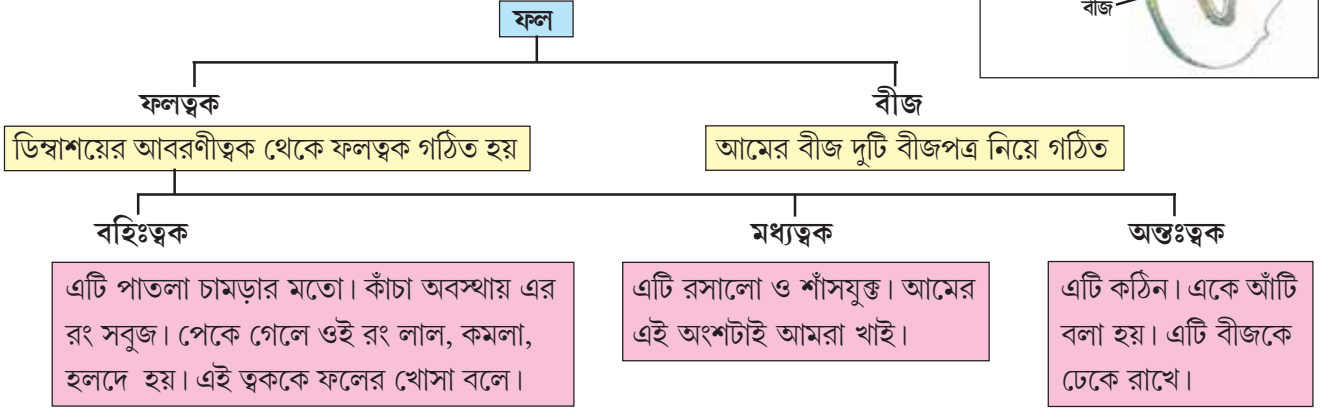 বীজ
ফল
ফলত্বক
বীজ
ডিম্বাশয়ের আবরণীত্বক থেকে ফলত্বক গঠিত হয়
আমের বীজ দুটি বীজপত্র নিয়ে গঠিত
বহিঃত্বক
মধ্যত্বক
অন্তঃত্বক
এটি পাতলা চামড়ার মতো। কাঁচা অবস্থায় এর
রং সবুজ। পেকে গেলে ওই রং লাল, কমলা,
হলদে হয়। এই ত্বককে ফলের খোসা বলে।
এটি রসালো ও শাঁসযুক্ত। আমের
এই অংশটাই আমরা খাই।
এটি কঠিন। একে আঁটি
বলা হয়। এটি বীজকে
ঢেকে রাখে।